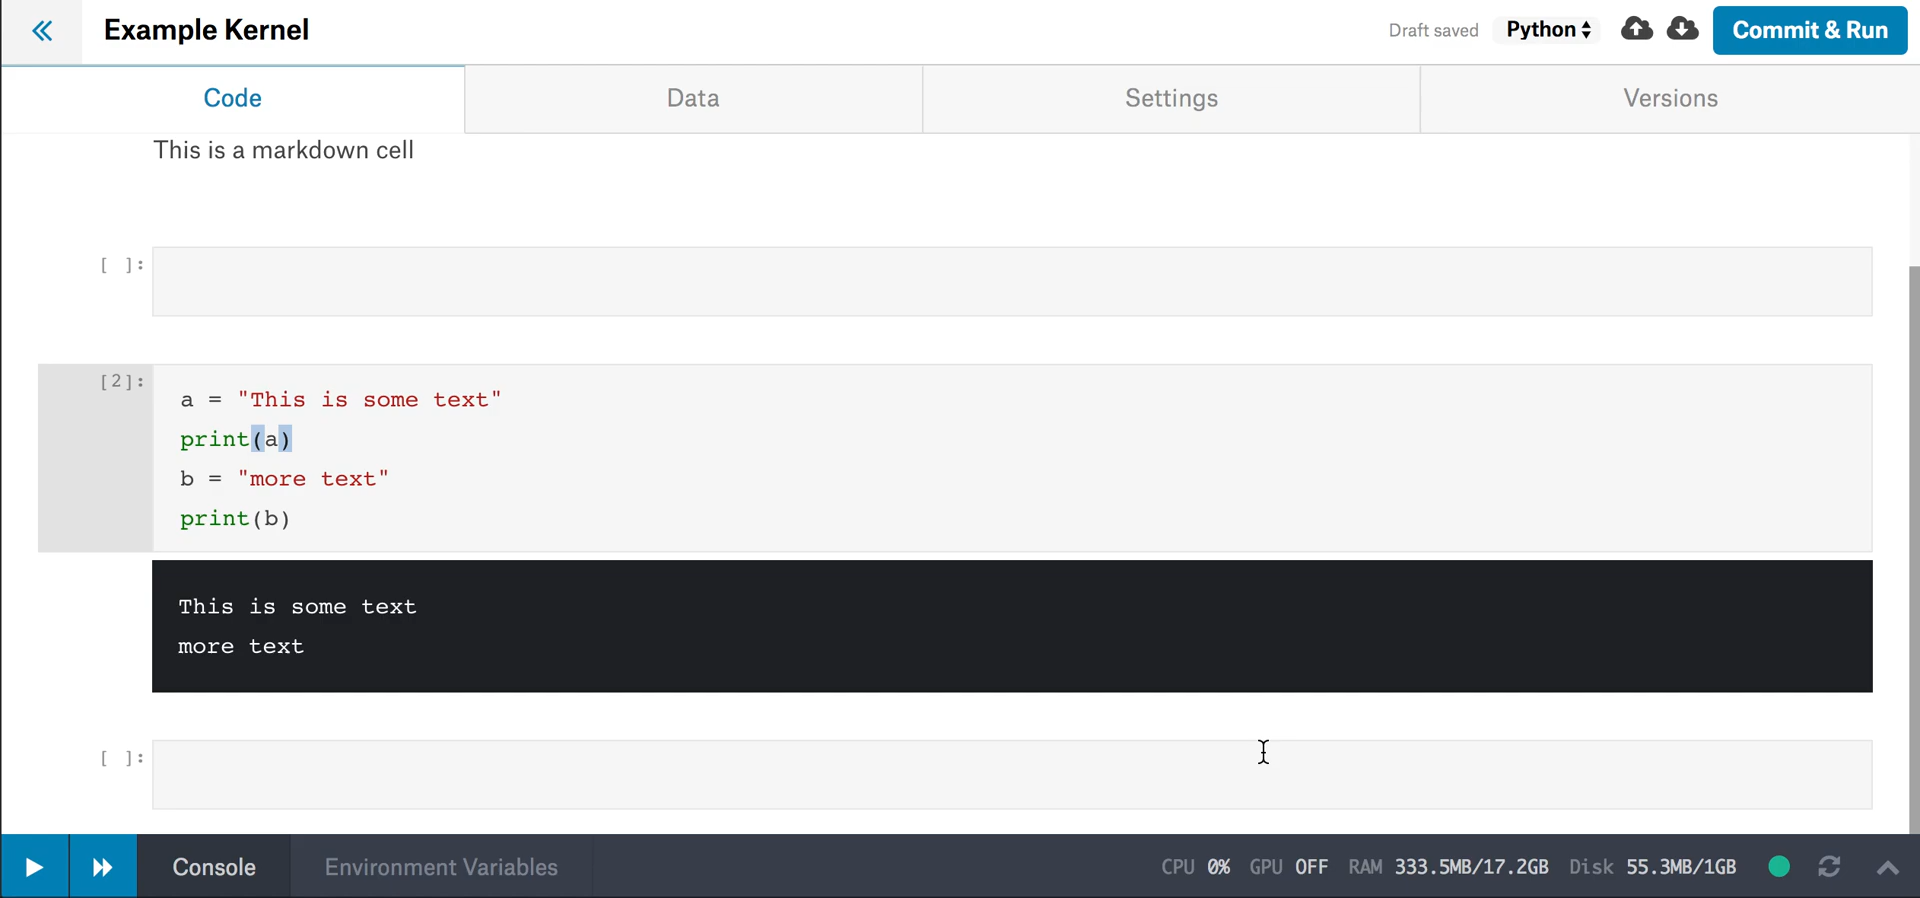 Example Kernel
Draft saved
Python
Commit & Run
Code
Data
Settings
Versions
This is a markdown cell
[ ]:
[2]:
a = "This is some text"
print(a)
b = "more text"
print(b)
This is some text
more text
[ ]:
Console
Environment Variables
CPU 0% GPU OFF RAM 333.5MB/17.2GB Disk 55.3MB/1GB